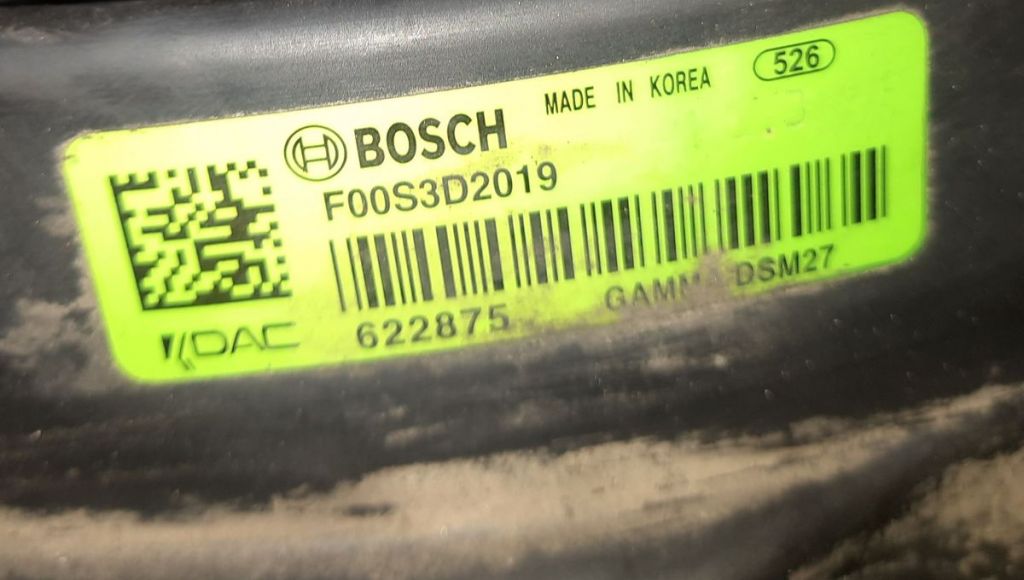 MADE IN KOREA 526
BOSCH
F00S3D2019
622875 DSM27
KDAC